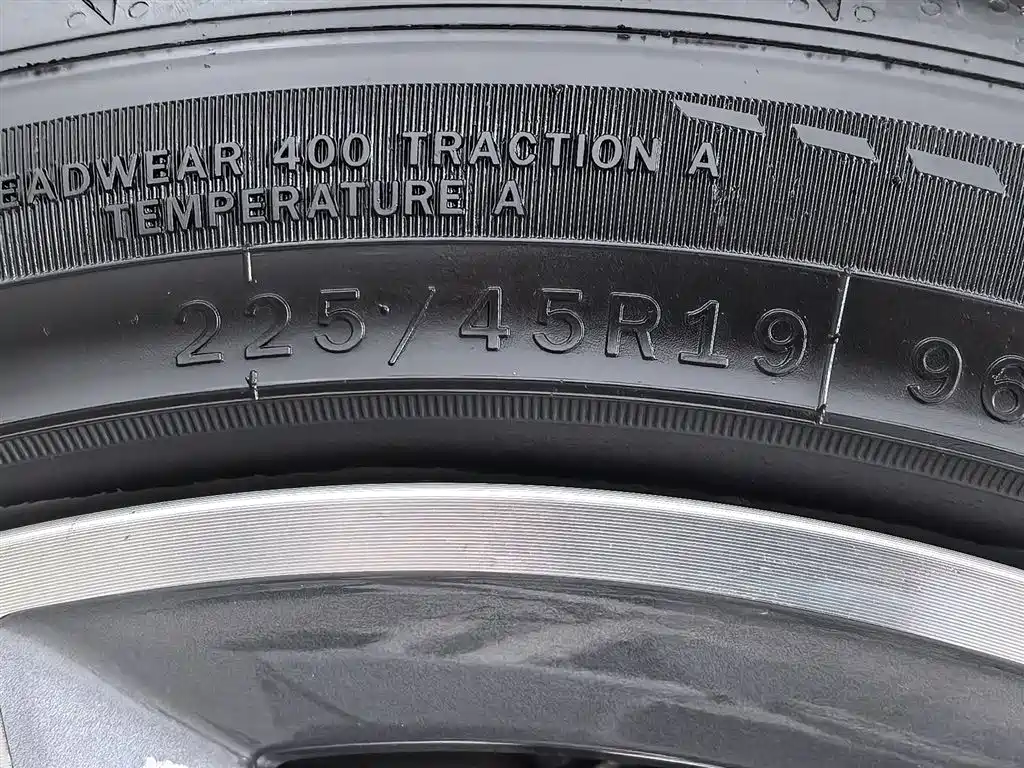 EADWEAR 400 TRACTION A
TEMPERATURE A
225/45R19 96